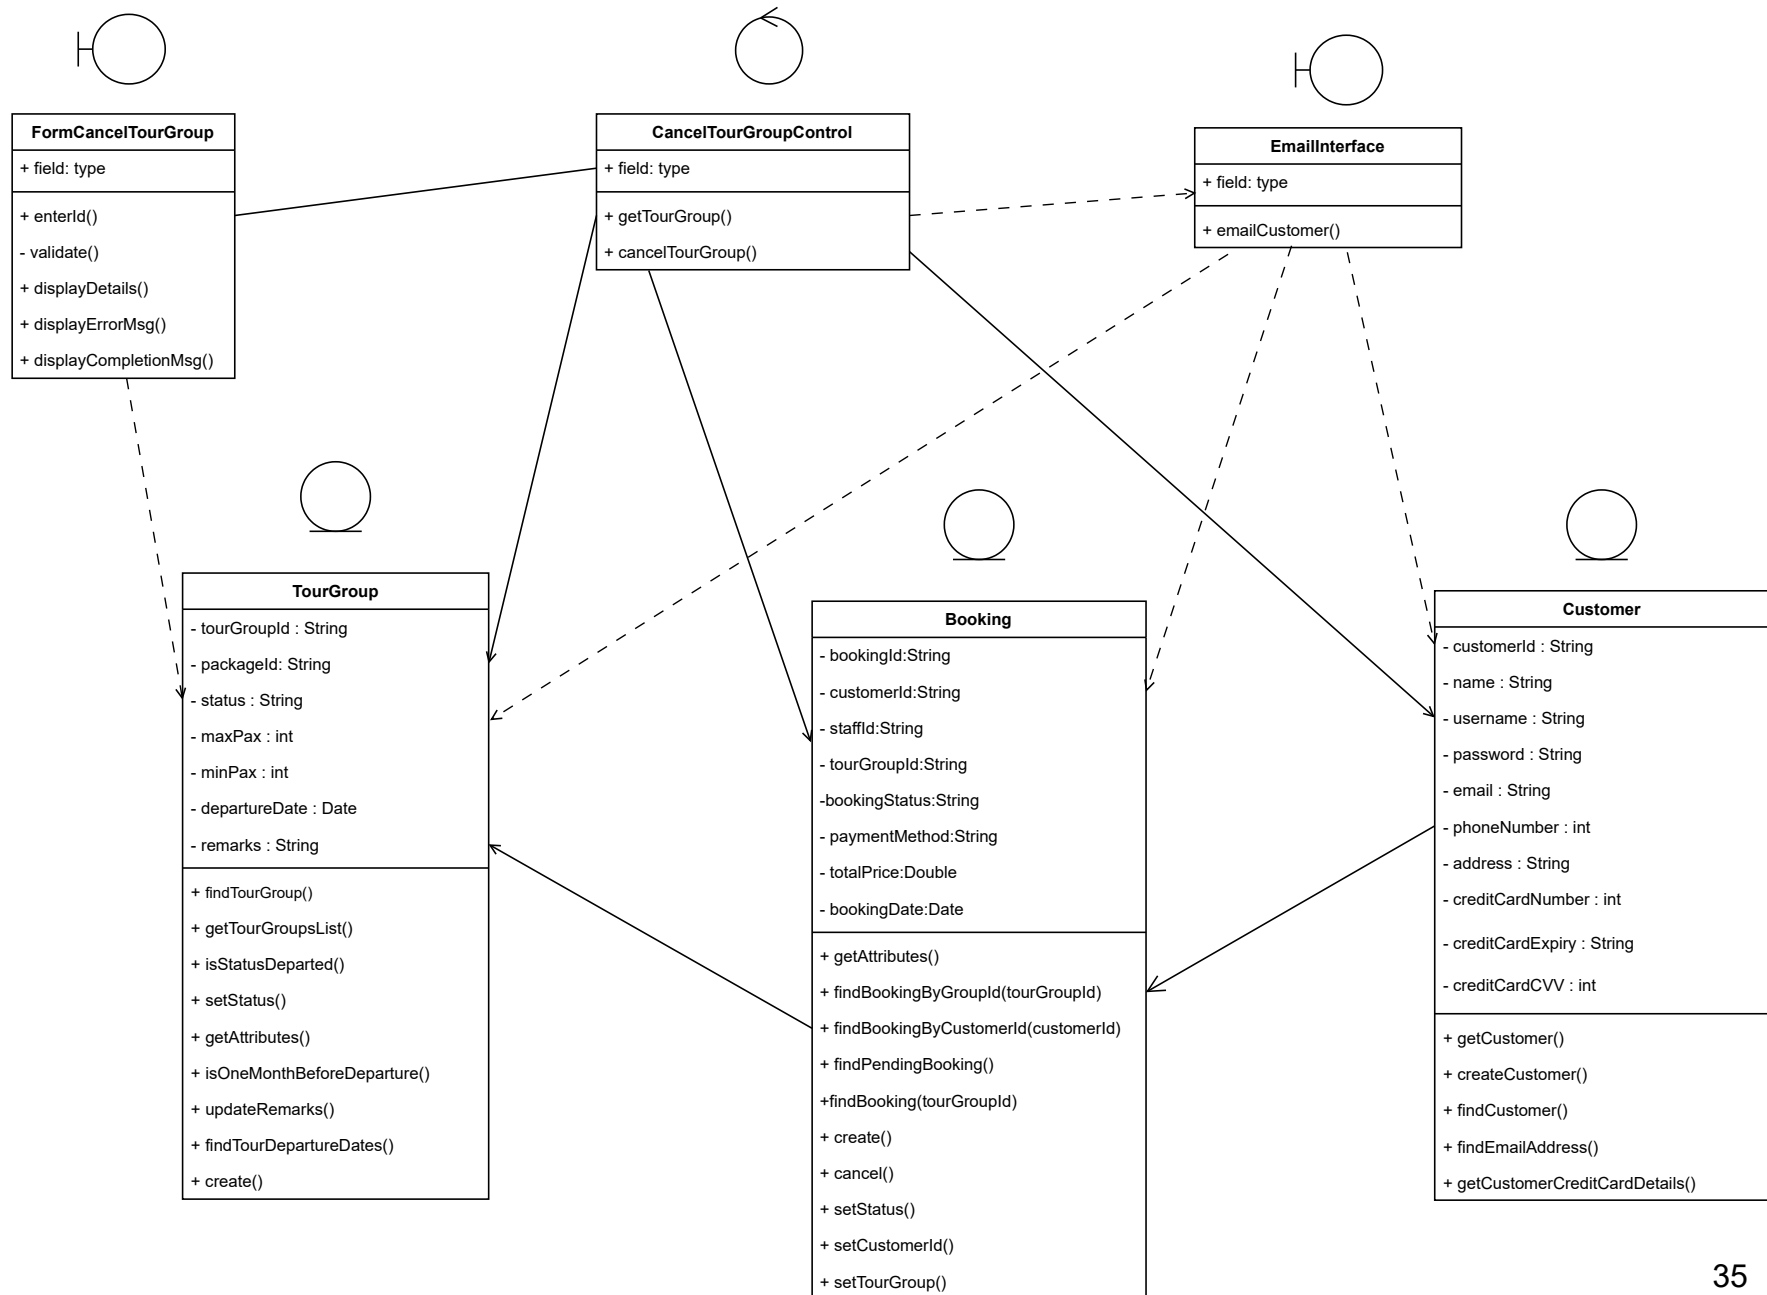 FormCancelTourGroup
+ field: type
+ enterId()
- validate()
+ displayDetails()
+ displayErrorMsg()
+ displayCompletionMsg()
CancelTourGroupControl
+ field: type
+ getTourGroup()
+ cancelTourGroup()
EmailInterface
+ field: type
+ emailCustomer()
TourGroup
- tourGroupId : String
- packageId: String
- status : String
- maxPax : int
- minPax : int
- departureDate : Date
- remarks : String
+ findTourGroup()
+ getTourGroupsList()
+ isStatusDeparted()
+ setStatus()
+ getAttributes()
+ isOneMonthBeforeDeparture()
+ updateRemarks()
+ findTourDepartureDates()
+ create()
Booking
- bookingId:String
- customerId:String
- staffId:String
- tourGroupId:String
-bookingStatus:String
- paymentMethod:String
- totalPrice:Double
- bookingDate:Date
+ getAttributes()
+ findBookingByGroupId(tourGroupId)
+ findBookingByCustomerId(customerId)
+ findPendingBooking()
+findBooking(tourGroupId)
+ create()
+ cancel()
+ setStatus()
+ setCustomerId()
+ setTourGroup()
Customer
- customerId : String
- name : String
- username : String
- password : String
- email : String
- phoneNumber : int
- address : String
- creditCardNumber : int
- creditCardExpiry : String
- creditCardCVV : int
+ getCustomer()
+ createCustomer()
+ findCustomer()
+ findEmailAddress()
+ getCustomerCreditCardDetails()
35